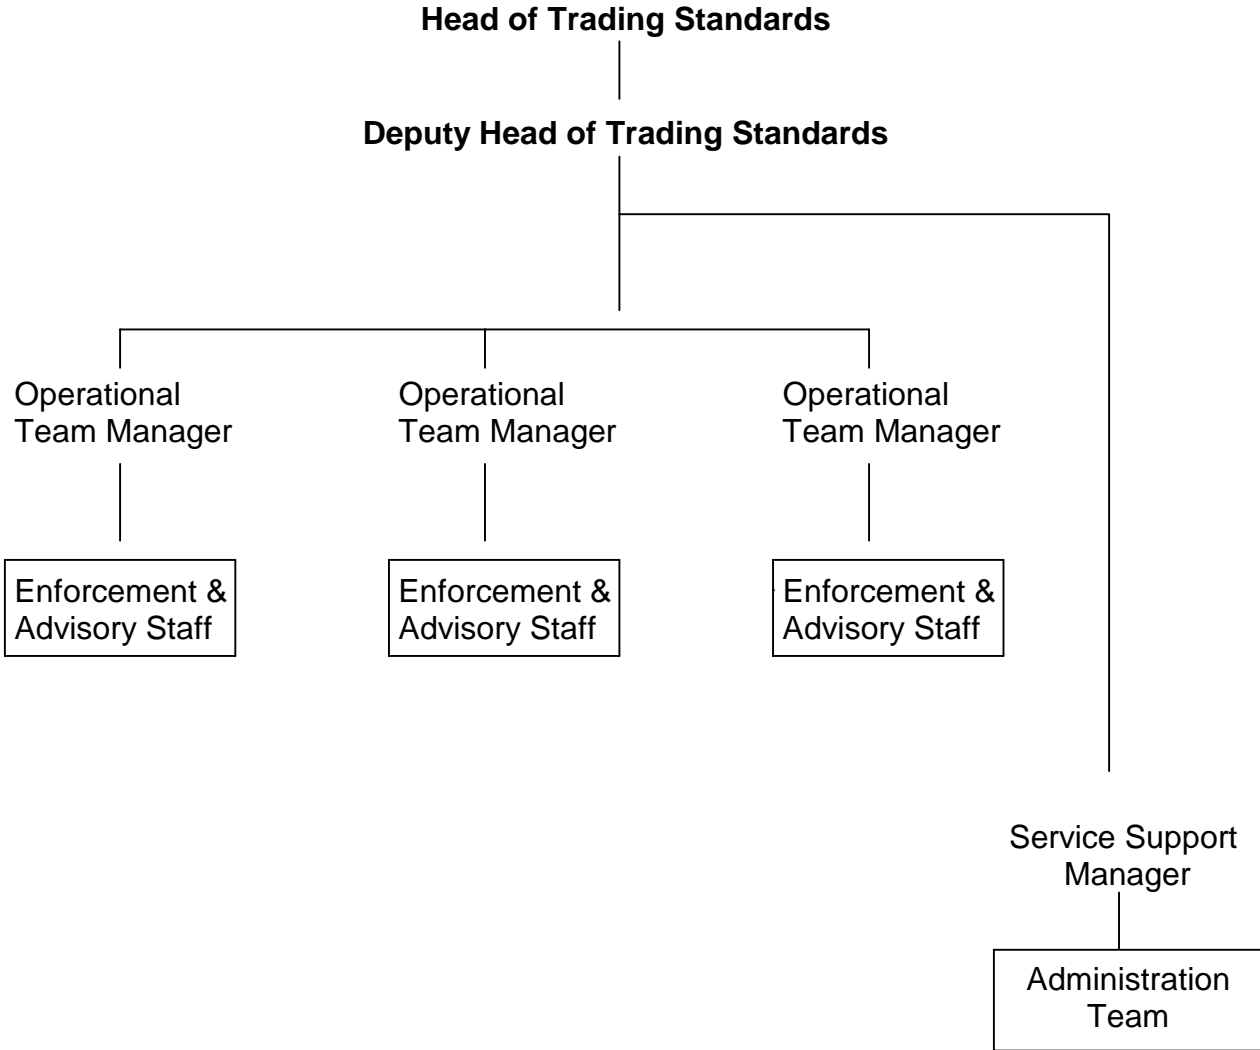 Head of Trading Standards
Deputy Head of Trading Standards
Operational
Team Manager
Operational
Team Manager
Operational
Team Manager
Enforcement &
Advisory Staff
Enforcement &
Advisory Staff
Enforcement &
Advisory Staff
Service Support
Manager
Administration
Team